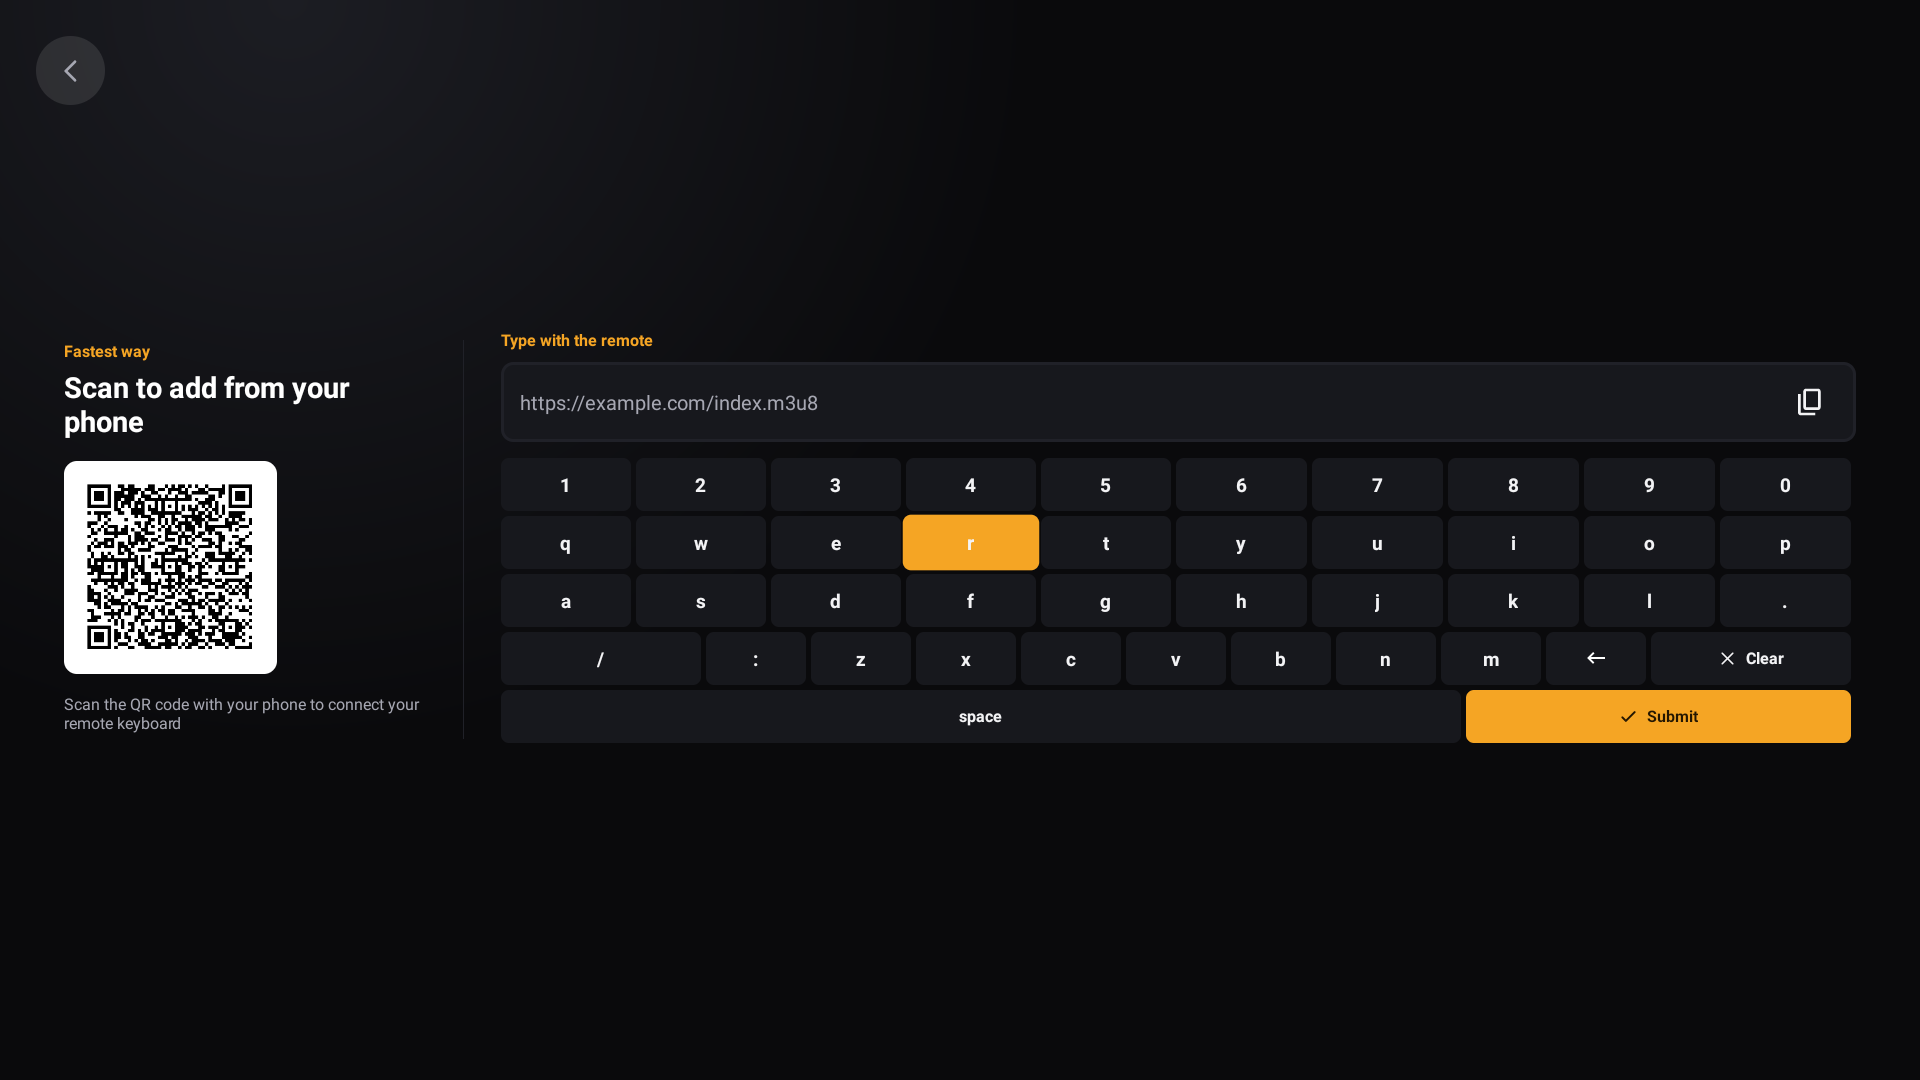 Fastest way
Scan to add from your
phone
Scan the QR code with your phone to connect your
remote keyboard
Type with the remote
https://example.com/index.m3u8
1 2 3 4 5 6 7 8 9 0
q w e r t y u i o p
a s d f g h j k l .
/ : z x c v b n m ← Clear
space Submit